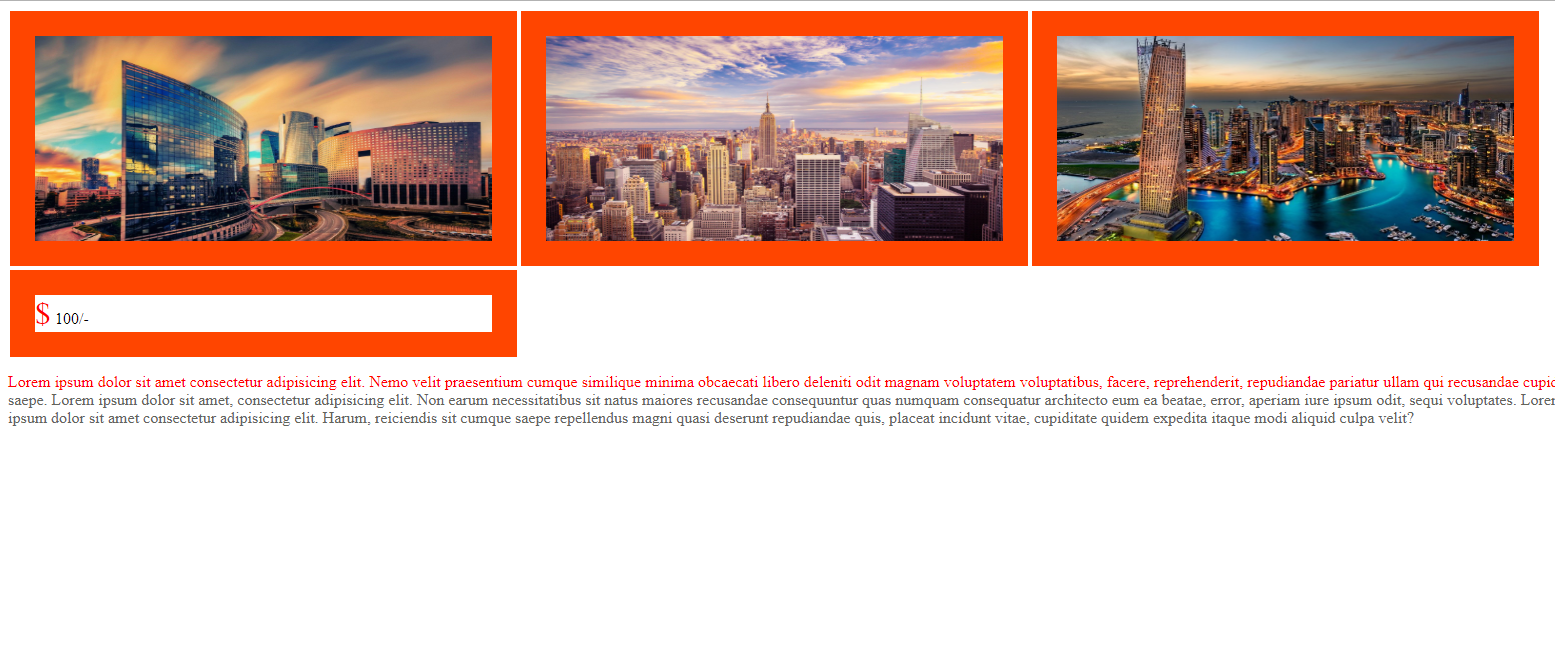 $ 100/-
Lorem ipsum dolor sit amet consectetur adipisicing elit. Nemo velit praesentium cumque similique minima obcaecati libero deleniti odit magnam voluptatem voluptatibus, facere, reprehenderit, repudiandae pariatur ullam qui recusandae
saepe. Lorem ipsum dolor sit amet, consectetur adipisicing elit. Non earum necessitatibus sit natus maiores recusandae consequuntur quas numquam consequatur architecto eum ea beatae, error, aperiam iure ipsum odit, sequi voluptates.
ipsum dolor sit amet consectetur adipisicing elit. Harum, reiciendis sit cumque saepe repellendus magni quasi deserunt repudiandae quis, placeat incidunt vitae, cupiditate quidem expedita itaque modi aliquid culpa velit?